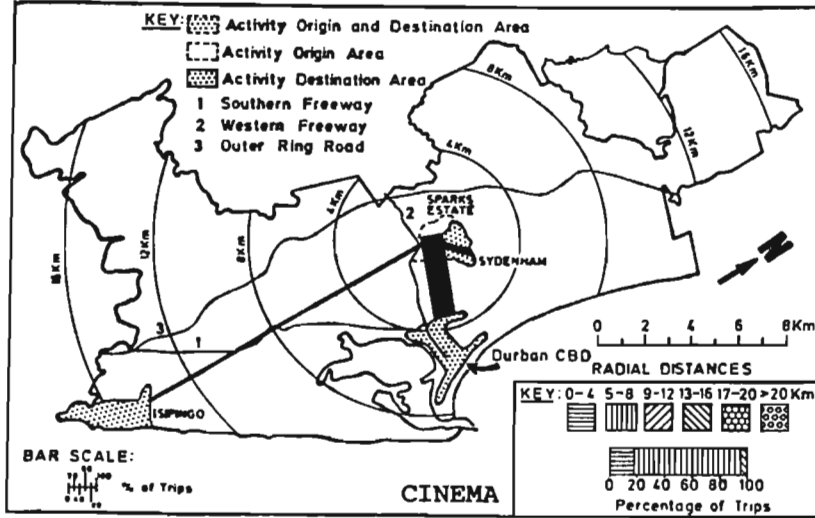 KEY: Activity Origin and Destination Area
Activity Origin Area
Activity Destination Area
1 Southern Freeway
2 Western Freeway
3 Outer Ring Road
16Km
8Km
12Km
4Km
4Km
SPARKS
ESTATE
2
SYDENHAM
8Km
12Km
16Km
N
3
1
0 2 4 6 8Km
RADIAL DISTANCES
Durban CBD
ISIPINGO
KEY: 0-4 5-8 9-12 13-16 17-20 >20 Km
0 20 40 60 80 100
Percentage of Trips
BAR SCALE:
% of Trips
CINEMA